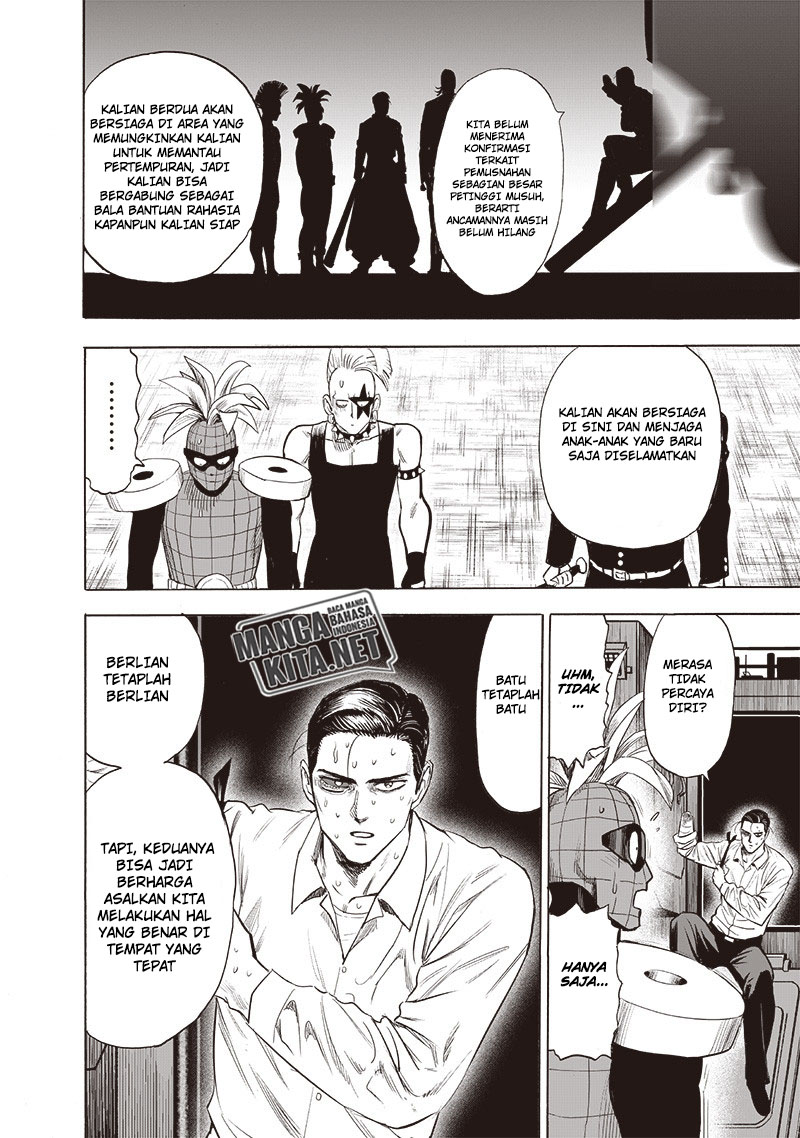 KITA BELUM
MENERIMA
KONFIRMASI
TERKAIT
PEMUSNAHAN
SEBAGIAN BESAR
PETINGGI MUSUH,
BERARTI
ANCAMANNYA MASIH
BELUM HILANG
KALIAN BERDUA AKAN
BERSIAGA DI AREA YANG
MEMUNGKINKAN KALIAN
UNTUK MEMANTAU
PERTEMPURAN, JADI
KALIAN BISA
BERGABUNG SEBAGAI
BALA BANTUAN RAHASIA
KAPANPUN KALIAN SIAP
KALIAN AKAN BERSIAGA
DI SINI DAN MENJAGA
ANAK-ANAK YANG BARU
SAJA DISELAMATKAN
.........
MERASA
TIDAK
PERCAYA
DIRI?
UHM,
TIDAK
...
HANYA
SAJA...
BATU
TETAPLAH
BATU
BERLIAN
TETAPLAH
BERLIAN
TAPI, KEDUANYA
BISA JADI
BERHARGA
ASALKAN KITA
MELAKUKAN HAL
YANG BENAR DI
TEMPAT YANG
TEPAT
MANGA
KITA.NET
BACA MANGA
BAHASA
INDONESIA